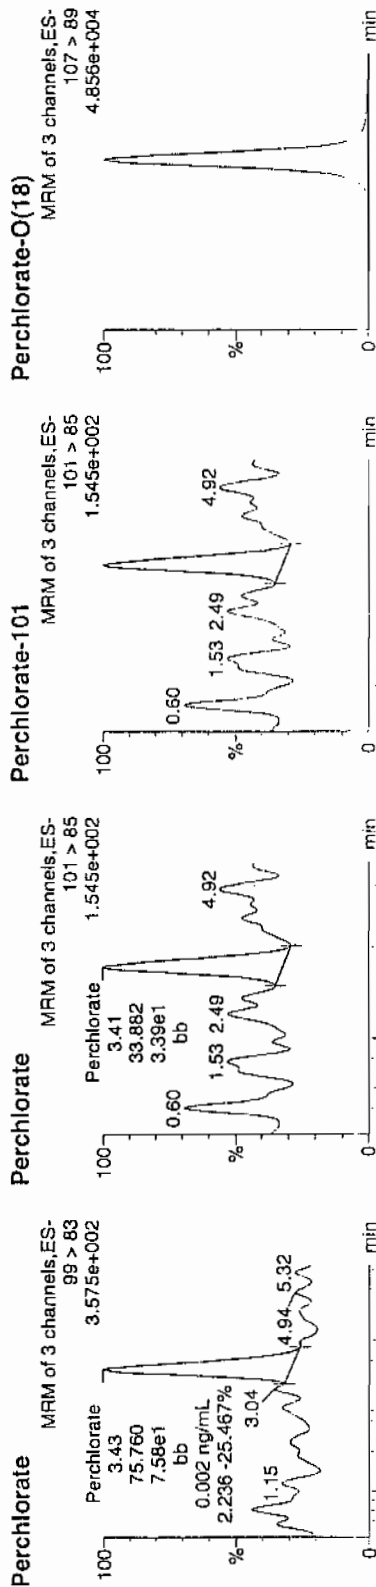 Perchlorate
MRM of 3 channels,ES-
99 > 83
3.575e+002
100
Perchlorate
3.43
75.760
7.58e1
bb
0.002 ng/mL
2.236 -25.467%
%
1.15
3.04
4.94
5.32
0
min
Perchlorate
MRM of 3 channels,ES-
101 > 85
1.545e+002
100
Perchlorate
3.41
33.882
3.39e1
bb
0.60
%
1.53
2.49
4.92
0
min
Perchlorate-101
MRM of 3 channels,ES-
101 > 85
1.545e+002
100
0.60
%
1.53
2.49
4.92
0
min
Perchlorate-O(18)
MRM of 3 channels,ES-
107 > 89
4.856e+004
100
%
0
min